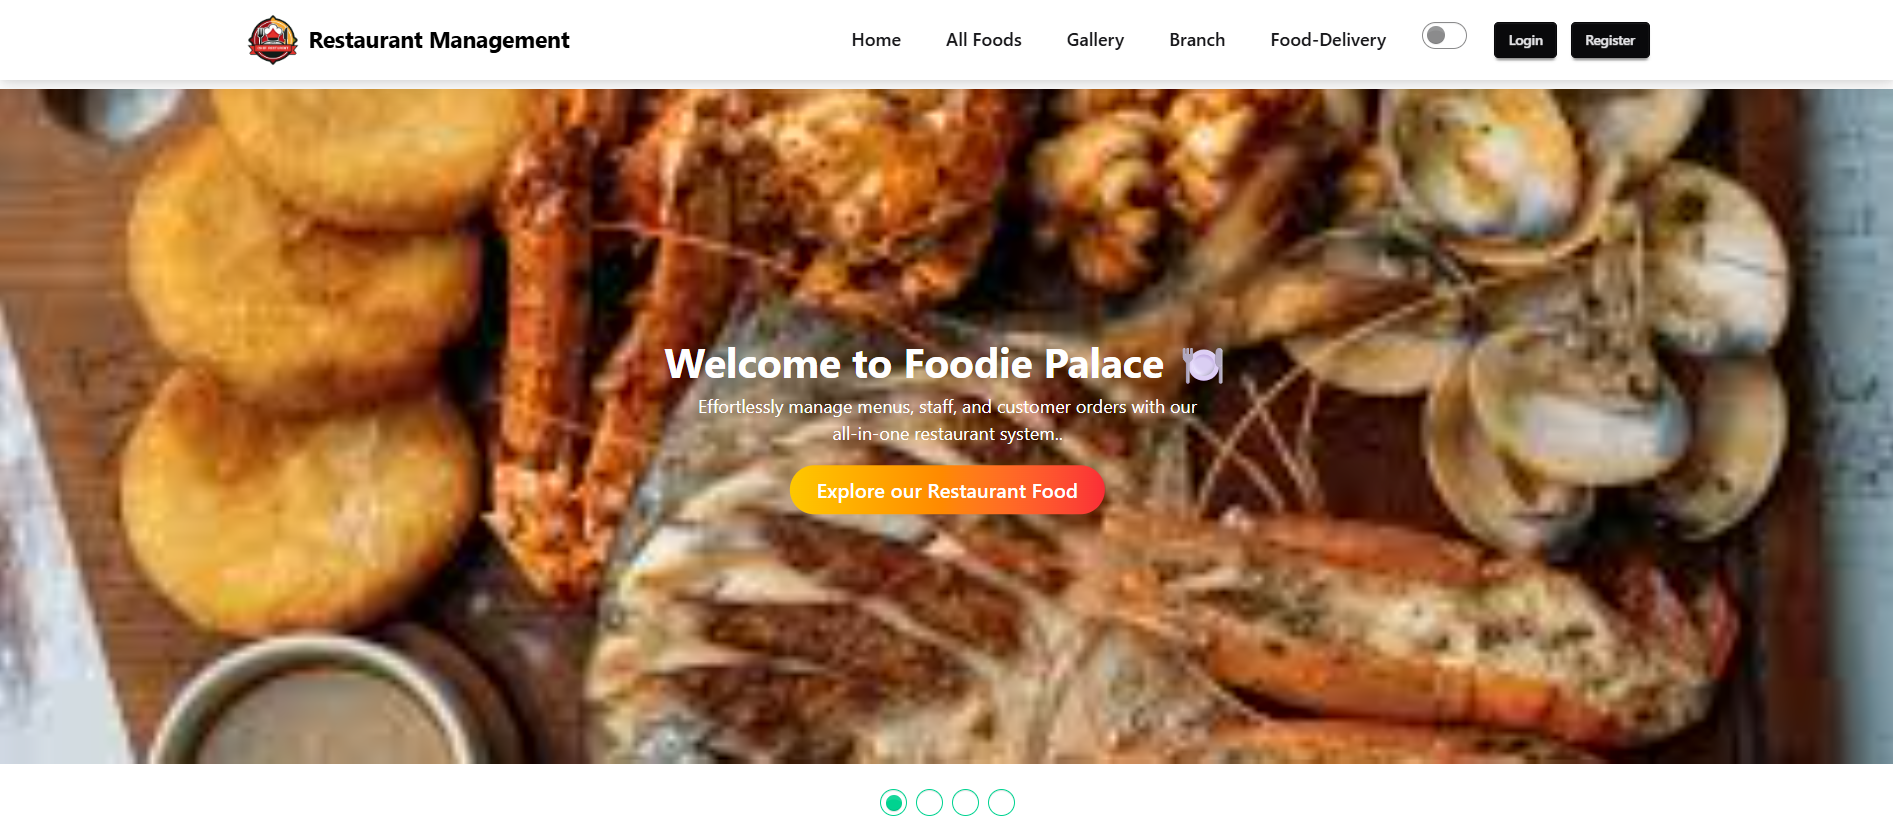 Restaurant Management
Home
All Foods
Gallery
Branch
Food-Delivery
Login
Register
Welcome to Foodie Palace 🍽️
Effortlessly manage menus, staff, and customer orders with our
all-in-one restaurant system..
Explore our Restaurant Food